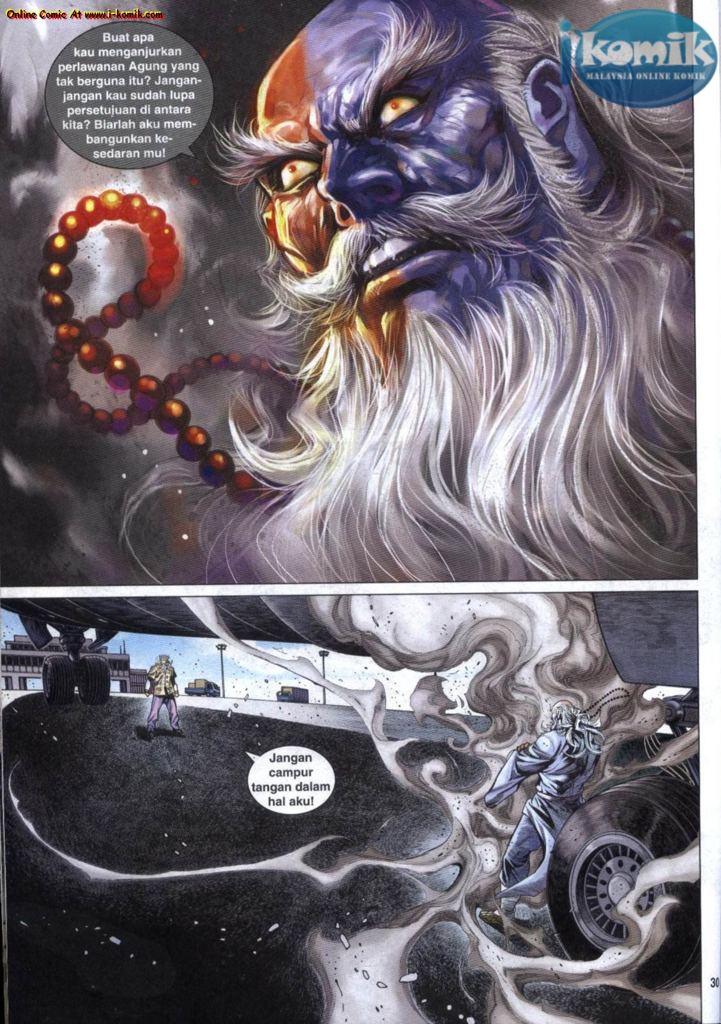 Online Comic At www.i-komik.com
ikomik
MALAYSIA ONLINE KOMIK
Buat apa
kau menganjurkan
perlawanan Agung yang
tak berguna itu? Jangan-
jangan kau sudah lupa
persetujuan di antara
kita? Biarlah aku mem-
bangunkan ke-
sedaran mu!
Jangan
campur
tangan dalam
hal aku!
30